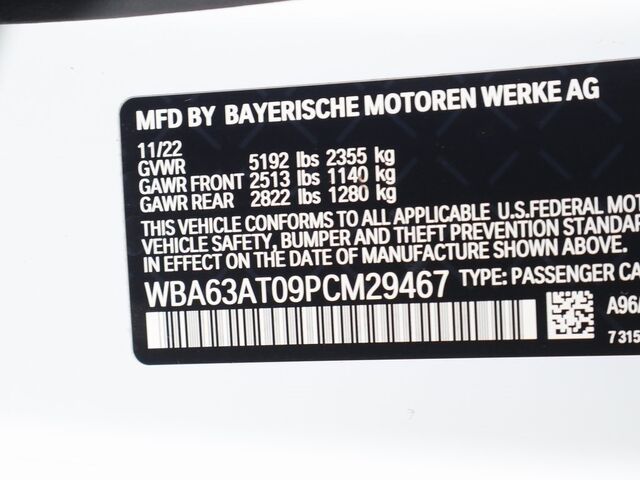 MFD BY BAYERISCHE MOTOREN WERKE AG
11/22
GVWR 5192 lbs 2355 kg
GAWR FRONT 2513 lbs 1140 kg
GAWR REAR 2822 lbs 1280 kg
THIS VEHICLE CONFORMS TO ALL APPLICABLE U.S.FEDERAL MOT
VEHICLE SAFETY, BUMPER AND THEFT PREVENTION STANDAR
IN EFFECT ON THE DATE OF MANUFACTURE SHOWN ABOVE.
WBA63AT09PCM29467 TYPE: PASSENGER CA
A96/
7315